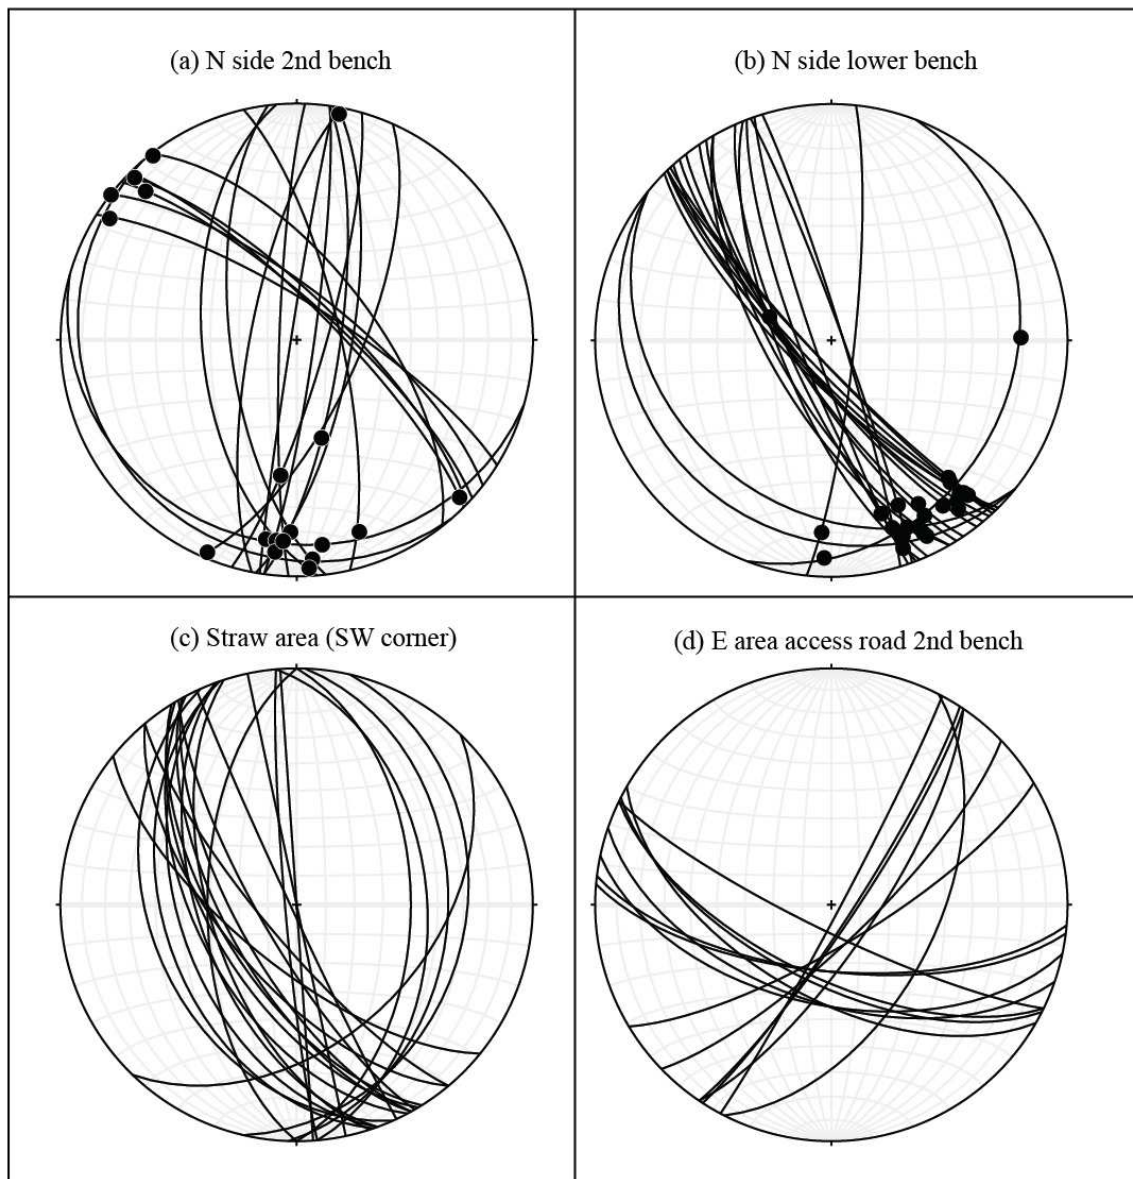 (a) N side 2nd bench
(b) N side lower bench
(c) Straw area (SW corner)
(d) E area access road 2nd bench